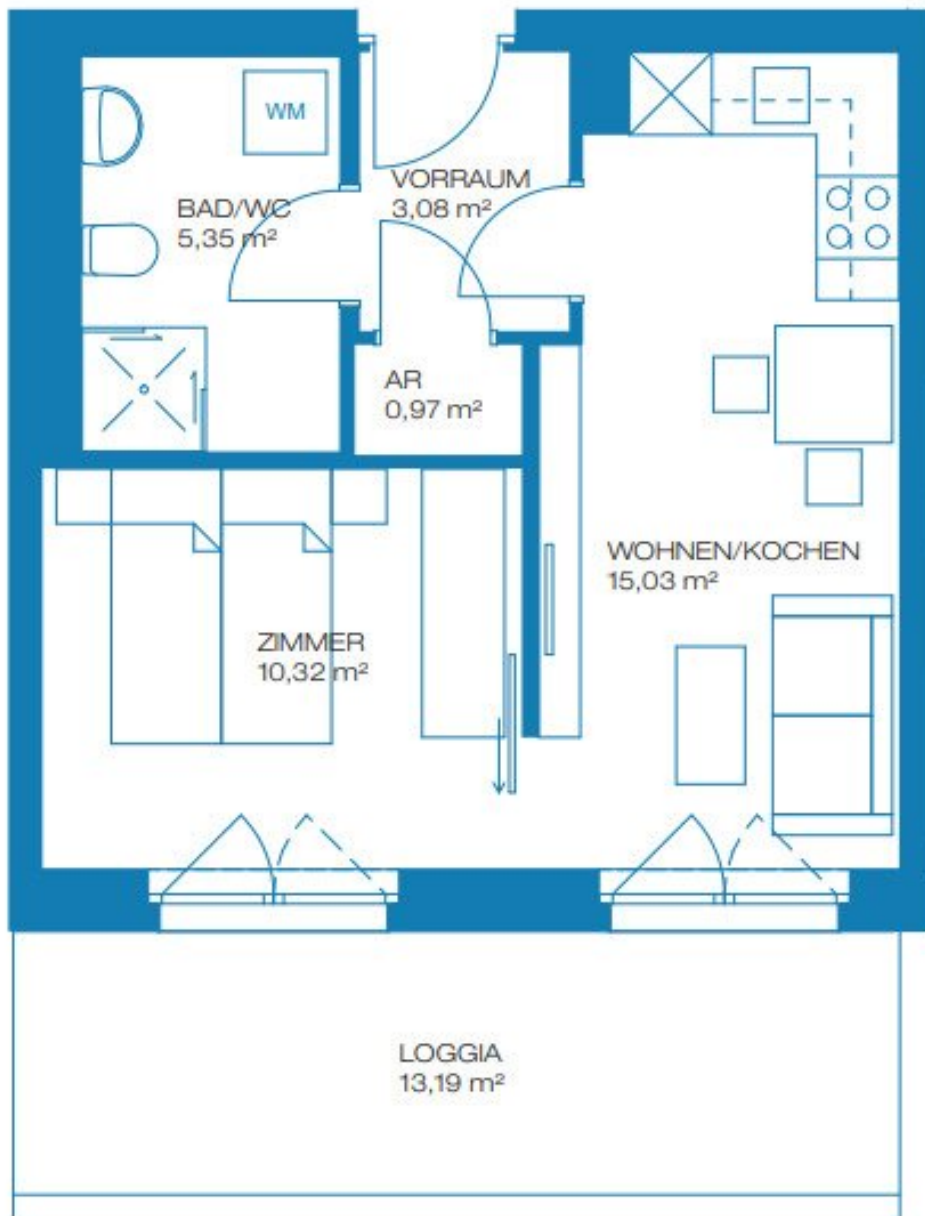 WM
VORRAUM
3,08 m²
BAD/WC
5,35 m²
AR
0,97 m²
WOHNEN/KOCHEN
15,03 m²
ZIMMER
10,32 m²
LOGGIA
13,19 m²